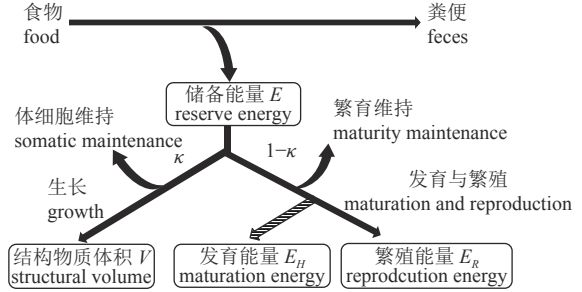 食物
food
粪便
feces
储备能量 E
reserve energy
体细胞维持
somatic maintenance
繁育维持
maturity maintenance
κ
1−κ
生长
growth
发育与繁殖
maturation and reproduction
结构物质体积 V
structural volume
发育能量 E_H
maturation energy
繁殖能量 E_R
reprodcution energy